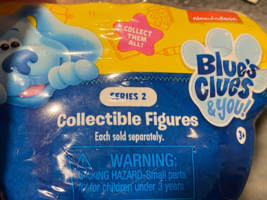 nickelodeon
COLLECT
THEM
ALL!
BLUE'S
CLUES
& YOU!
SERIES 2
Collectible Figures
Each sold separately.
3+
WARNING:
CHOKING HAZARD-Small parts
for children under 3 years